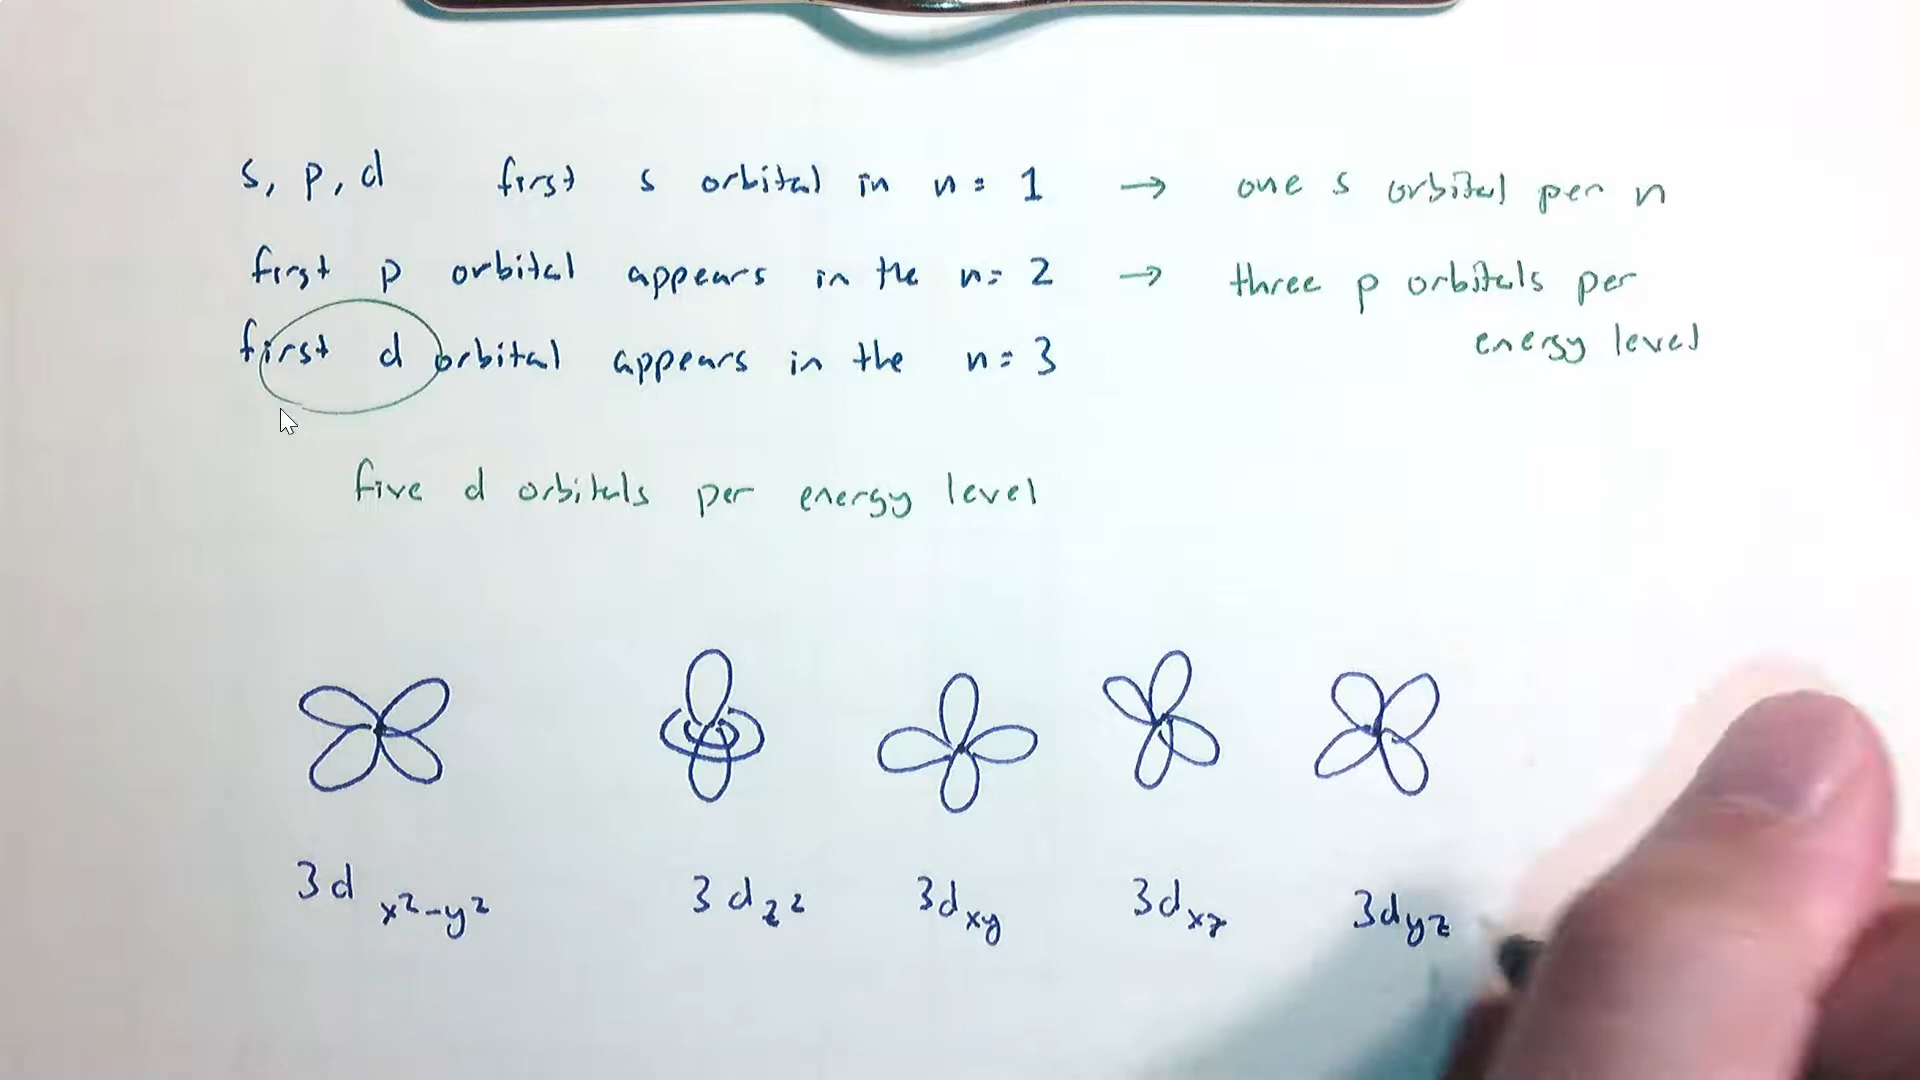 s, p, d first s orbital in n = 1 → one s orbital per n
first p orbital appears in the n = 2 → three p orbitals per
energy level
first d orbital appears in the n = 3
five d orbitals per energy level
3d x²-y² 3d z² 3d xy 3d xz 3d yz